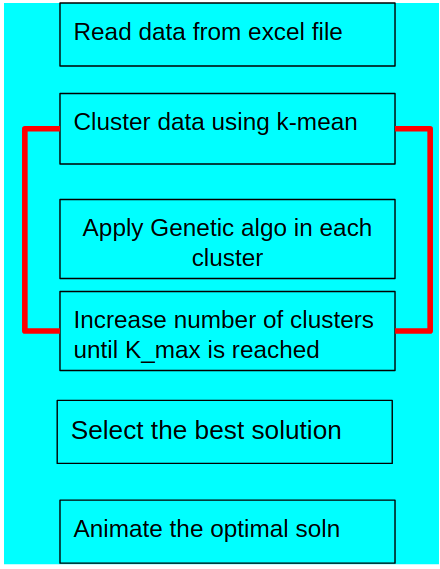 Read data from excel file
Cluster data using k-mean
Apply Genetic algo in each
cluster
Increase number of clusters
until K_max is reached
Select the best solution
Animate the optimal soln